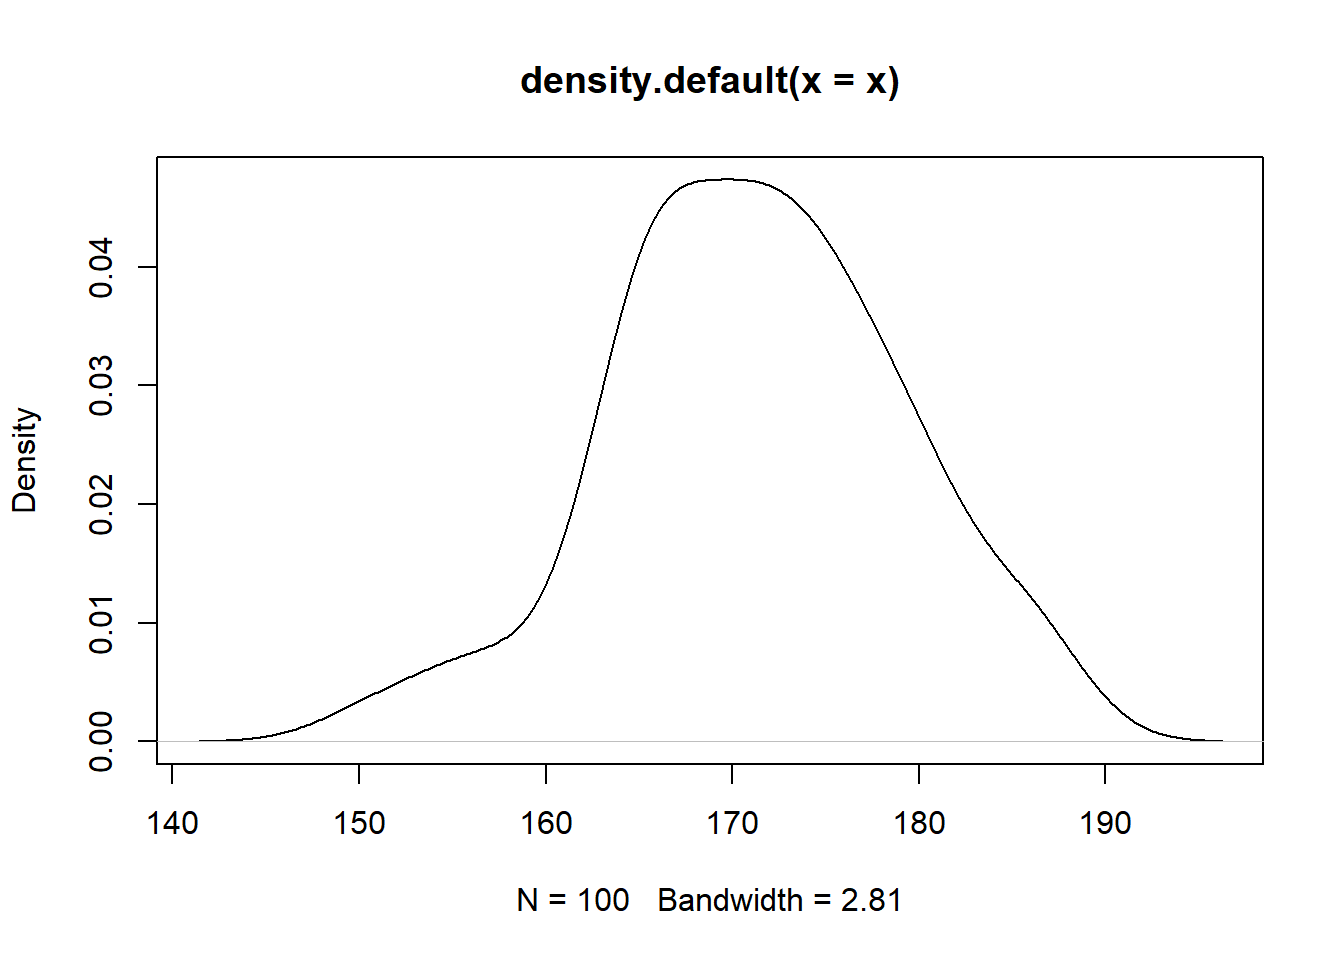 density.default(x = x)
Density
0.04
0.03
0.02
0.01
0.00
140 150 160 170 180 190
N = 100 Bandwidth = 2.81